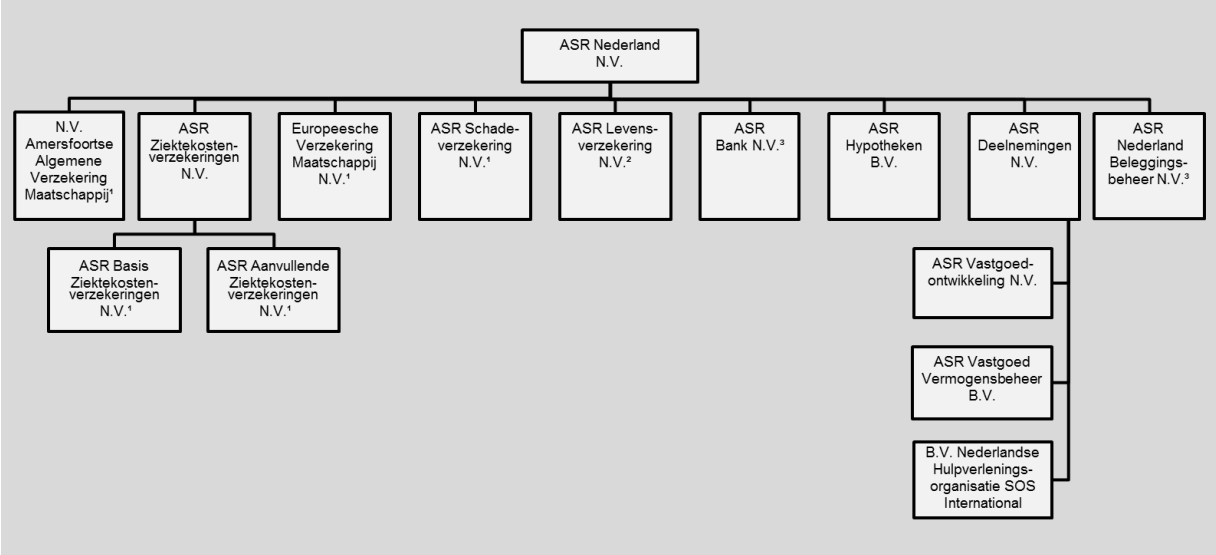 ASR Nederland
N.V.
N.V.
Amersfoortse
Algemene
Verzekering
Maatschappij¹
ASR
Ziektekosten-
verzekeringen
N.V.
Europeesche
Verzekering
Maatschappij
N.V.¹
ASR Schade-
verzekering
N.V.¹
ASR Levens-
verzekering
N.V.²
ASR
Bank N.V.³
ASR
Hypotheken
B.V.
ASR
Deelnemingen
N.V.
ASR
Nederland
Beleggings-
beheer N.V.³
ASR Basis
Ziektekosten-
verzekeringen
N.V.¹
ASR Aanvullende
Ziektekosten-
verzekeringen
N.V.¹
ASR Vastgoed-
ontwikkeling N.V.
ASR Vastgoed
Vermogensbeheer
B.V.
B.V. Nederlandse
Hulpverlenings-
organisatie SOS
International